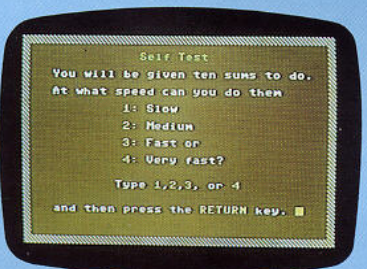 Self Test
You will be given ten sums to do.
At what speed can you do them
1: Slow
2: Medium
3: Fast or
4: Very fast?
Type 1,2,3, or 4
and then press the RETURN key.